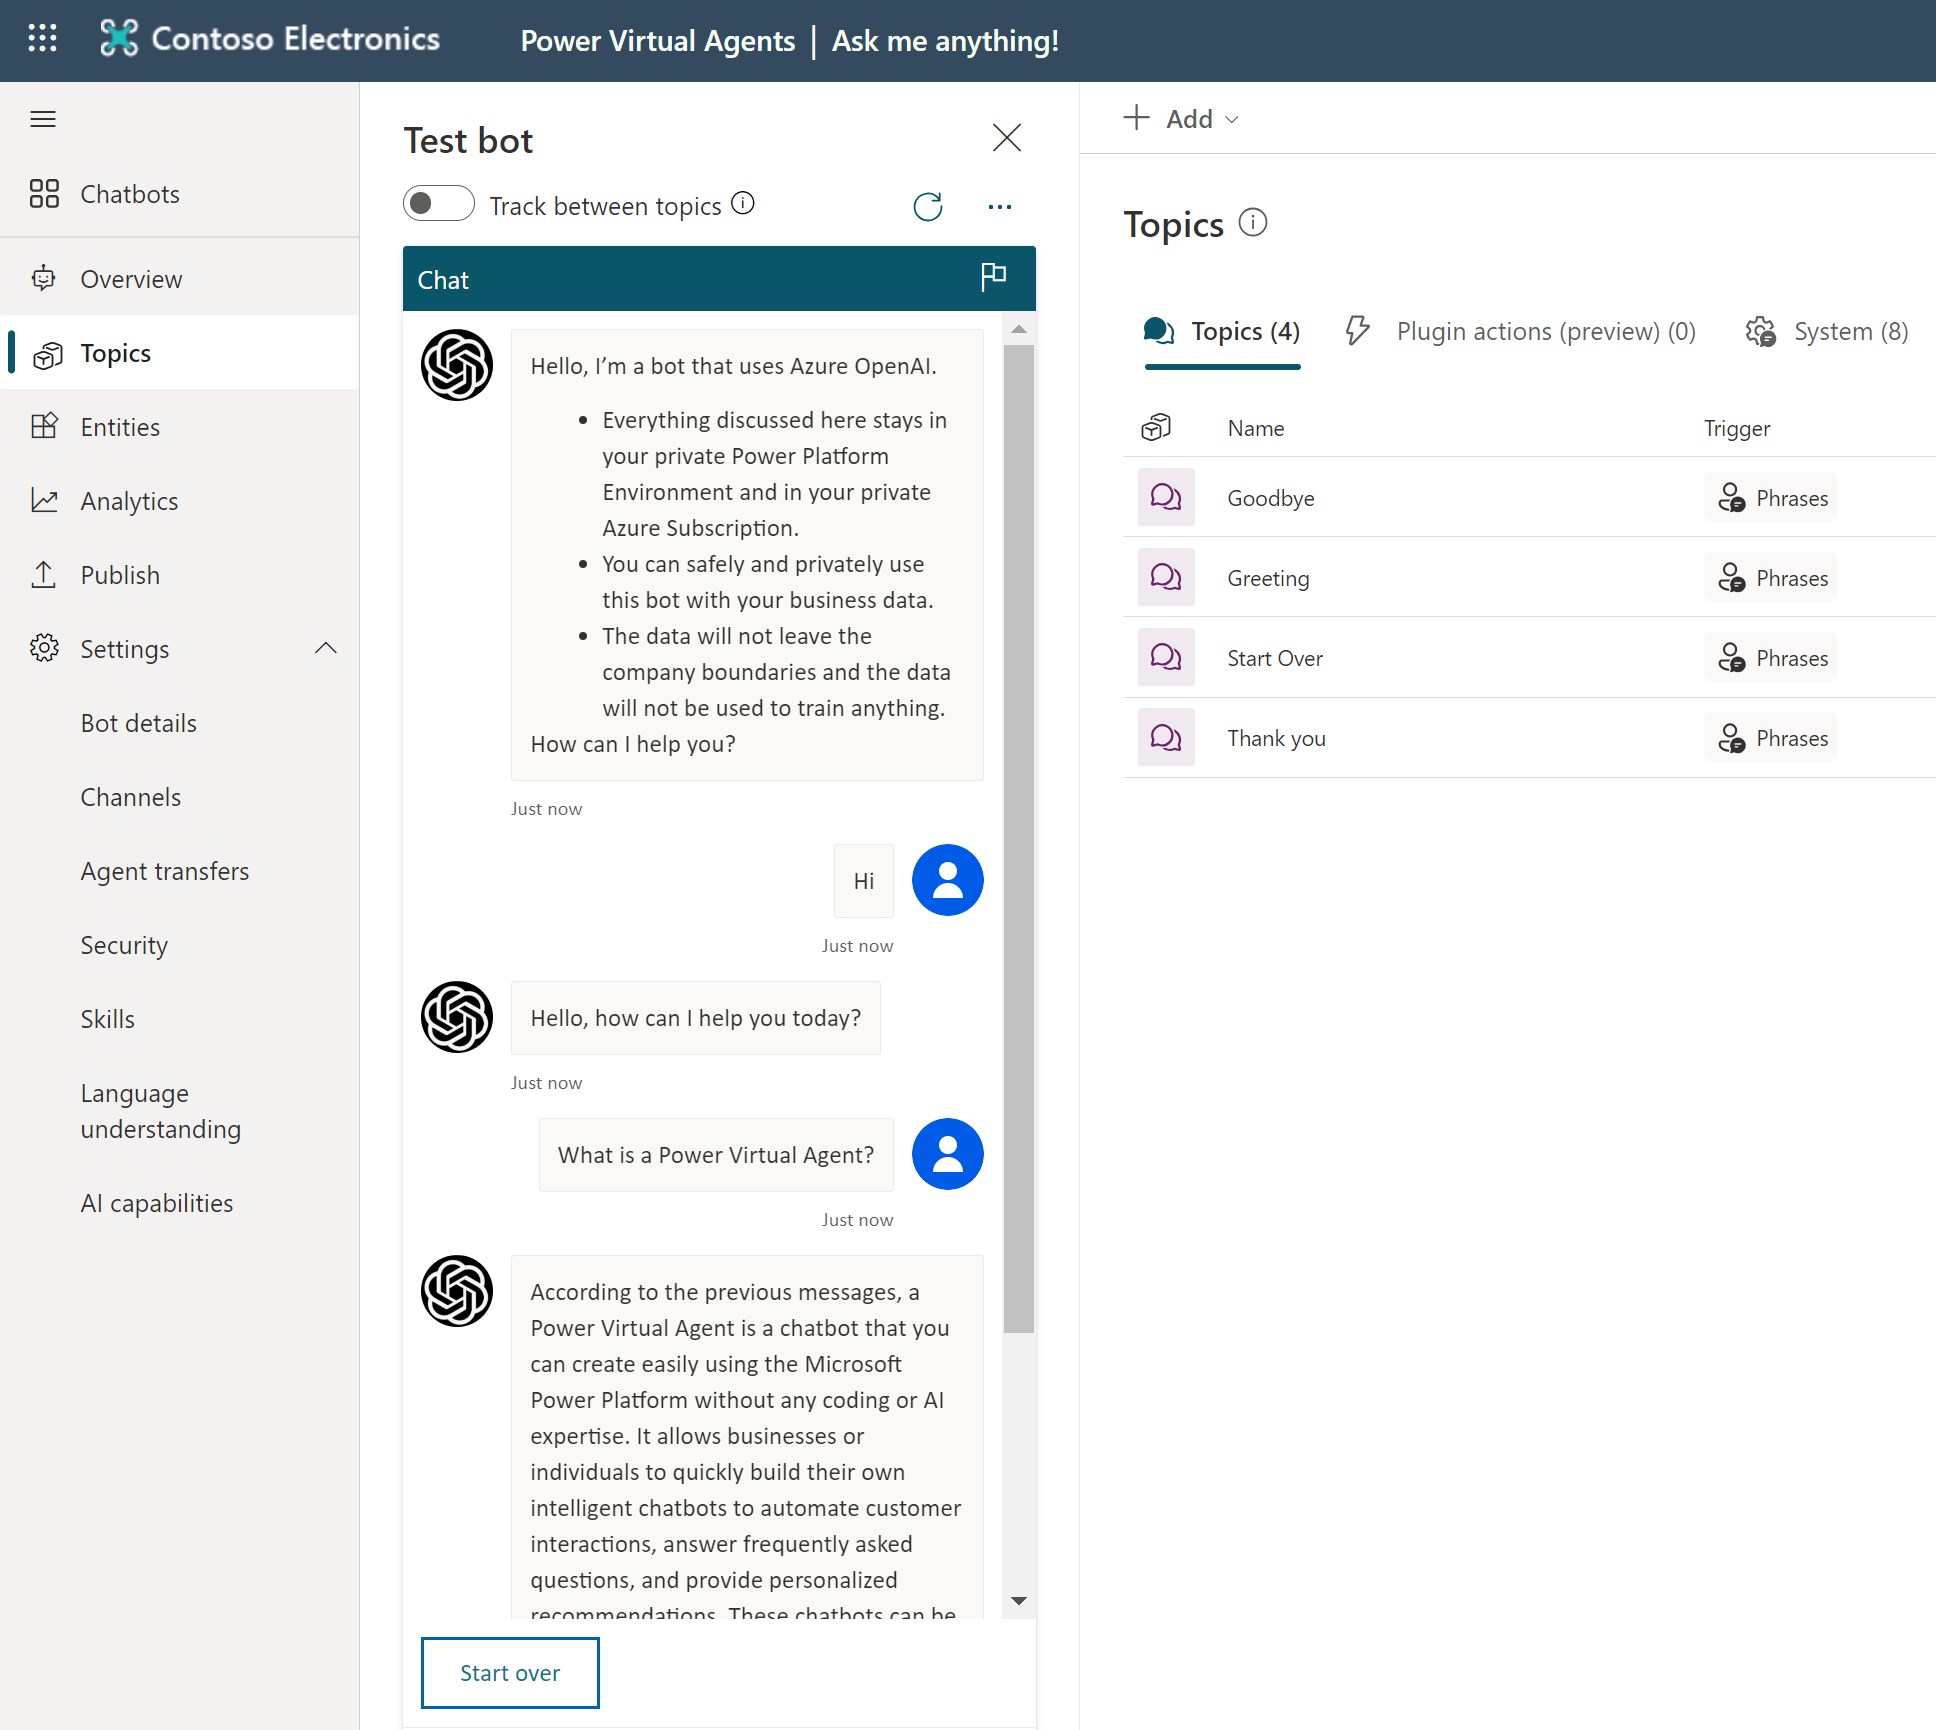 Contoso Electronics
Power Virtual Agents | Ask me anything!
Chatbots
Overview
Topics
Entities
Analytics
Publish
Settings
Bot details
Channels
Agent transfers
Security
Skills
Language
understanding
AI capabilities
Test bot
Track between topics
Chat
Hello, I’m a bot that uses Azure OpenAI.
• Everything discussed here stays in
your private Power Platform
Environment and in your private
Azure Subscription.
• You can safely and privately use
this bot with your business data.
• The data will not leave the
company boundaries and the data
will not be used to train anything.
How can I help you?
Just now
Hi
Just now
Hello, how can I help you today?
Just now
What is a Power Virtual Agent?
Just now
According to the previous messages, a
Power Virtual Agent is a chatbot that you
can create easily using the Microsoft
Power Platform without any coding or AI
expertise. It allows businesses or
individuals to quickly build their own
intelligent chatbots to automate customer
interactions, answer frequently asked
questions, and provide personalized
recommendations. These chatbots can be
Start over
Add
Topics
Topics (4) Plugin actions (preview) (0) System (8)
Name Trigger
Goodbye Phrases
Greeting Phrases
Start Over Phrases
Thank you Phrases